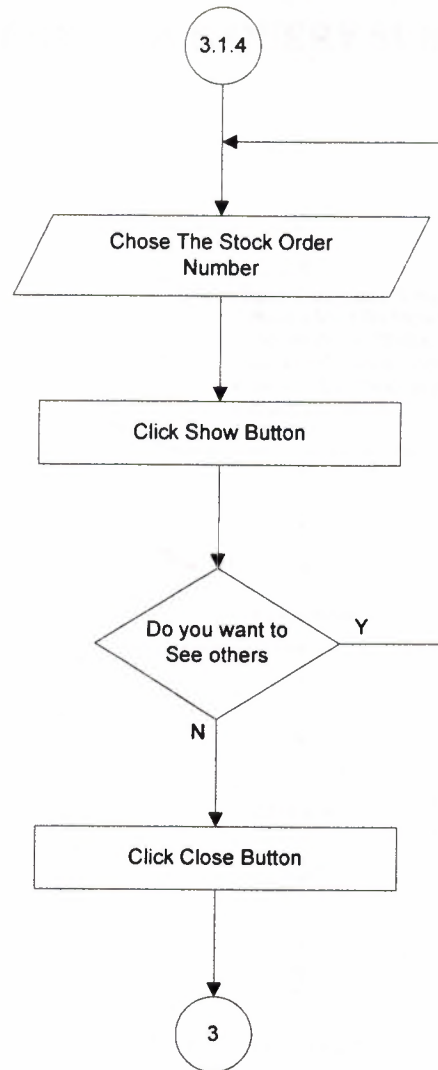 3.1.4
Chose The Stock Order
Number
Click Show Button
Do you want to
See others
Y
N
Click Close Button
3